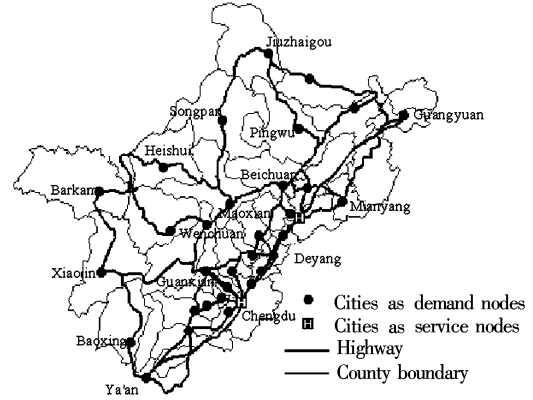 Jiuzhaigou
Songpan
Guangyuan
Pingwu
Heishui
Beichuan
Barkam
Maoxian
Mianyang
Wenchuan
Deyang
Xiaojin
Guanxian
Cities as demand nodes
H Cities as service nodes
Chengdu
Baoxing
Highway
County boundary
Ya'an